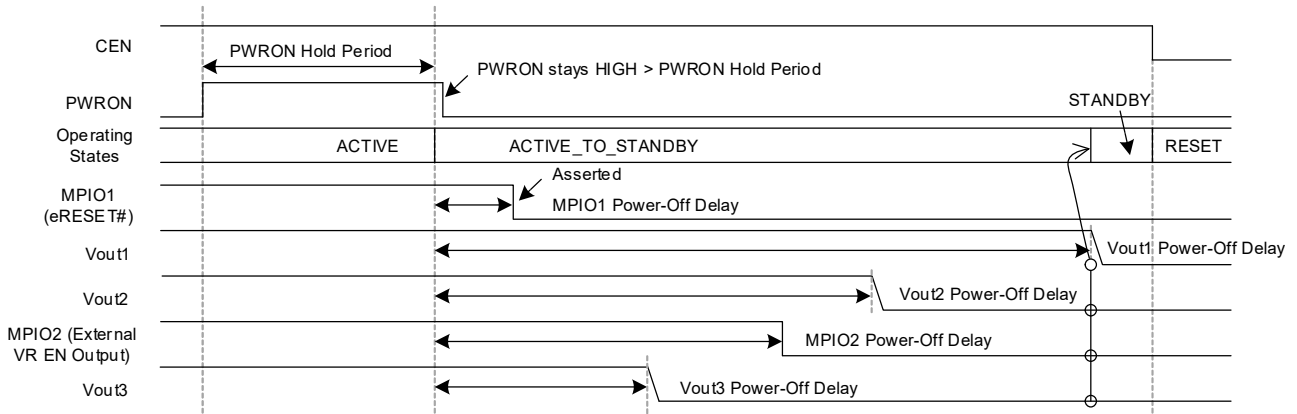 CEN
PWRON Hold Period
PWRON stays HIGH > PWRON Hold Period
PWRON
STANDBY
Operating
States
ACTIVE
ACTIVE_TO_STANDBY
RESET
Asserted
MPIO1
(eRESET#)
MPIO1 Power-Off Delay
Vout1
Vout1 Power-Off Delay
Vout2
Vout2 Power-Off Delay
MPIO2 (External
VR EN Output)
MPIO2 Power-Off Delay
Vout3
Vout3 Power-Off Delay